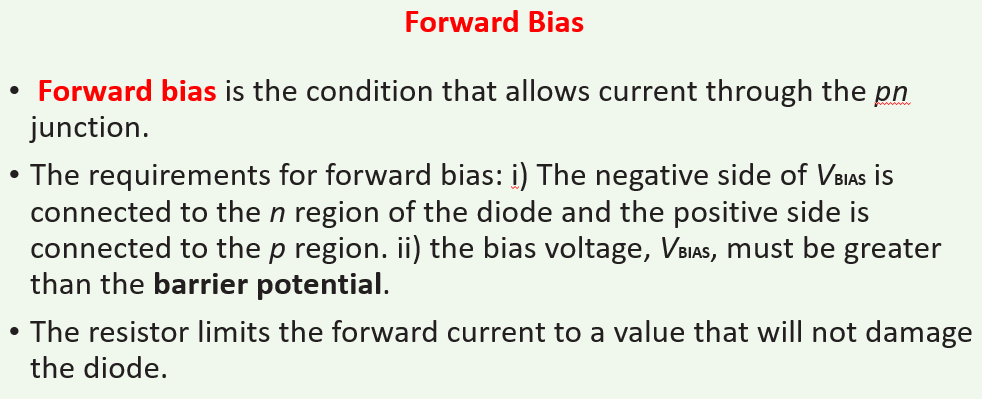 Forward Bias
• Forward bias is the condition that allows current through the pn
junction.
• The requirements for forward bias: i) The negative side of VBIAS is
connected to the n region of the diode and the positive side is
connected to the p region. ii) the bias voltage, VBIAS, must be greater
than the barrier potential.
• The resistor limits the forward current to a value that will not damage
the diode.